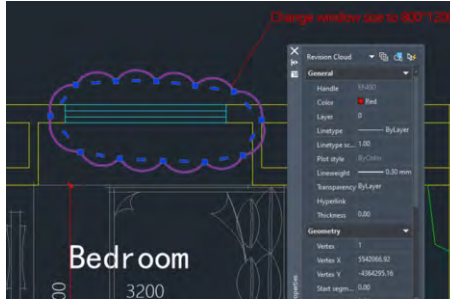 Change window size to 800*120
Revision Cloud
General
Handle
Color Red
Layer 0
Linetype ByLayer
Linetype sc... 1.00
Plot style ByColor
Lineweight 0.30 mm
Transparency ByLayer
Hyperlink
Thickness 0.00
Geometry
Vertex 1
Vertex X 5542066.92
Vertex Y -4364295.16
Start segm... 0.00
Bedroom
3200